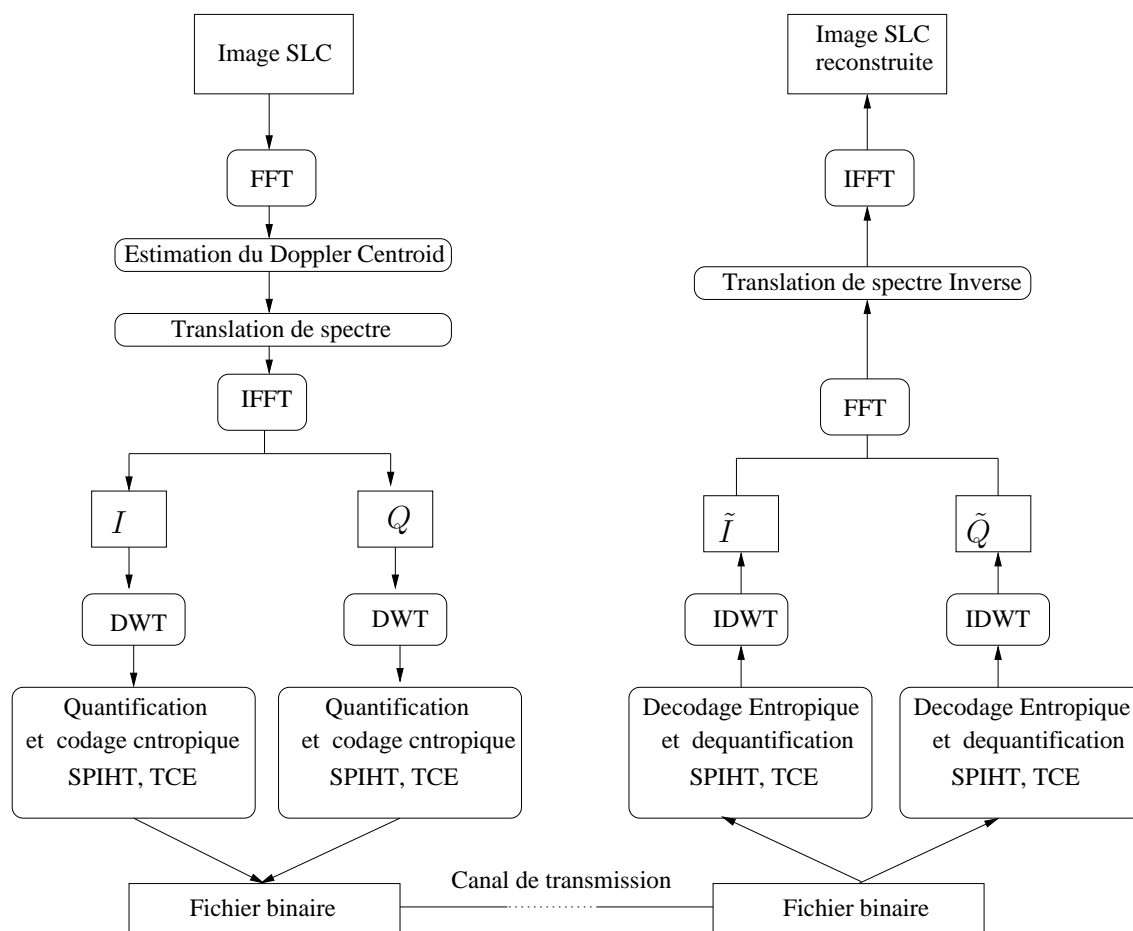 Image SLC
FFT
Estimation du Doppler Centroid
Translation de spectre
IFFT
I
Q
DWT
DWT
Quantification
et codage cntropique
SPIHT, TCE
Quantification
et codage cntropique
SPIHT, TCE
Fichier binaire
Canal de transmission
Image SLC
reconstruite
IFFT
Translation de spectre Inverse
FFT
Ĩ
Q̃
IDWT
IDWT
Decodage Entropique
et dequantification
SPIHT, TCE
Decodage Entropique
et dequantification
SPIHT, TCE
Fichier binaire